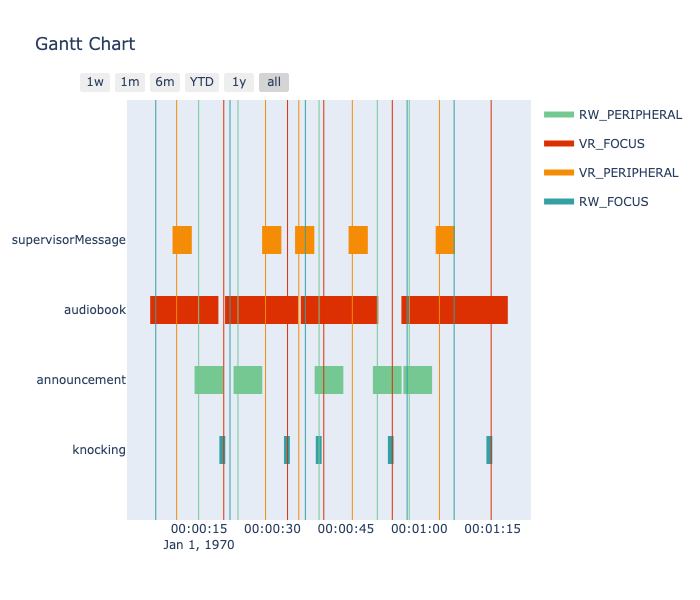 Gantt Chart
1w 1m 6m YTD 1y all
RW_PERIPHERAL
VR_FOCUS
VR_PERIPHERAL
RW_FOCUS
supervisorMessage
audiobook
announcement
knocking
00:00:15 00:00:30 00:00:45 00:01:00 00:01:15
Jan 1, 1970